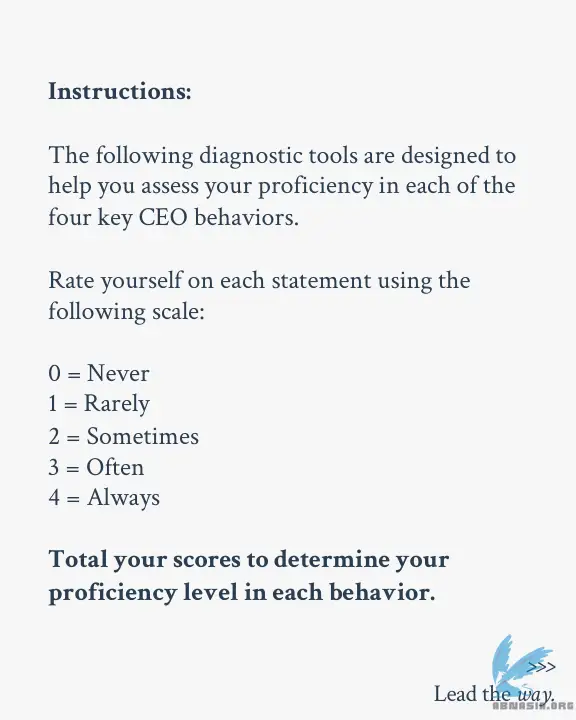 Instructions:
The following diagnostic tools are designed to
help you assess your proficiency in each of the
four key CEO behaviors.
Rate yourself on each statement using the
following scale:
0 = Never
1 = Rarely
2 = Sometimes
3 = Often
4 = Always
Total your scores to determine your
proficiency level in each behavior.
>>>
Lead the way.
ABNASIA.ORG